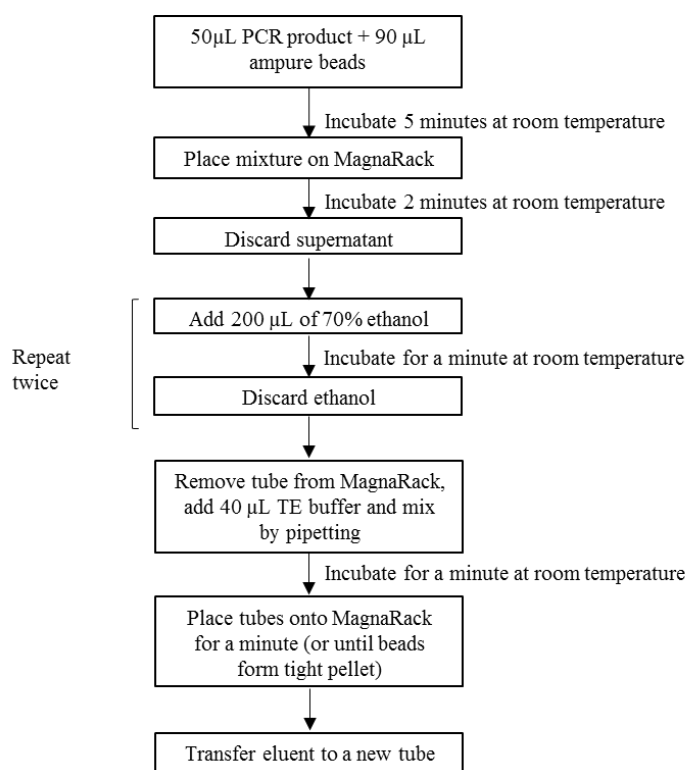 50µL PCR product + 90 µL
ampure beads
Incubate 5 minutes at room temperature
Place mixture on MagnaRack
Incubate 2 minutes at room temperature
Discard supernatant
Add 200 µL of 70% ethanol
Repeat
twice
Incubate for a minute at room temperature
Discard ethanol
Remove tube from MagnaRack,
add 40 µL TE buffer and mix
by pipetting
Incubate for a minute at room temperature
Place tubes onto MagnaRack
for a minute (or until beads
form tight pellet)
Transfer eluent to a new tube